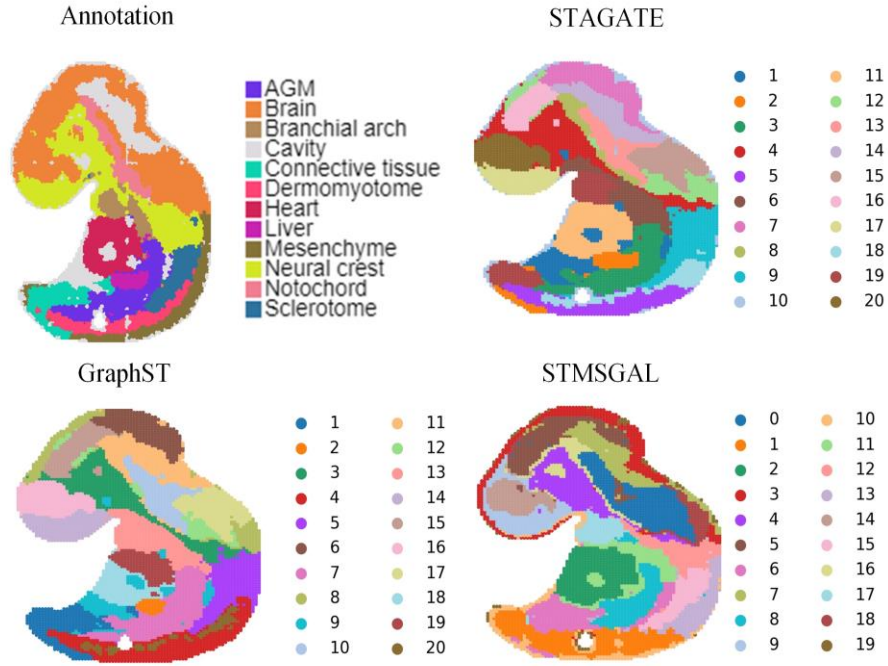 Annotation
AGM
Brain
Branchial arch
Cavity
Connective tissue
Dermomyotome
Heart
Liver
Mesenchyme
Neural crest
Notochord
Sclerotome
STAGATE
1 11
2 12
3 13
4 14
5 15
6 16
7 17
8 18
9 19
10 20
GraphST
1 11
2 12
3 13
4 14
5 15
6 16
7 17
8 18
9 19
10 20
STMSGAL
0 10
1 11
2 12
3 13
4 14
5 15
6 16
7 17
8 18
9 19